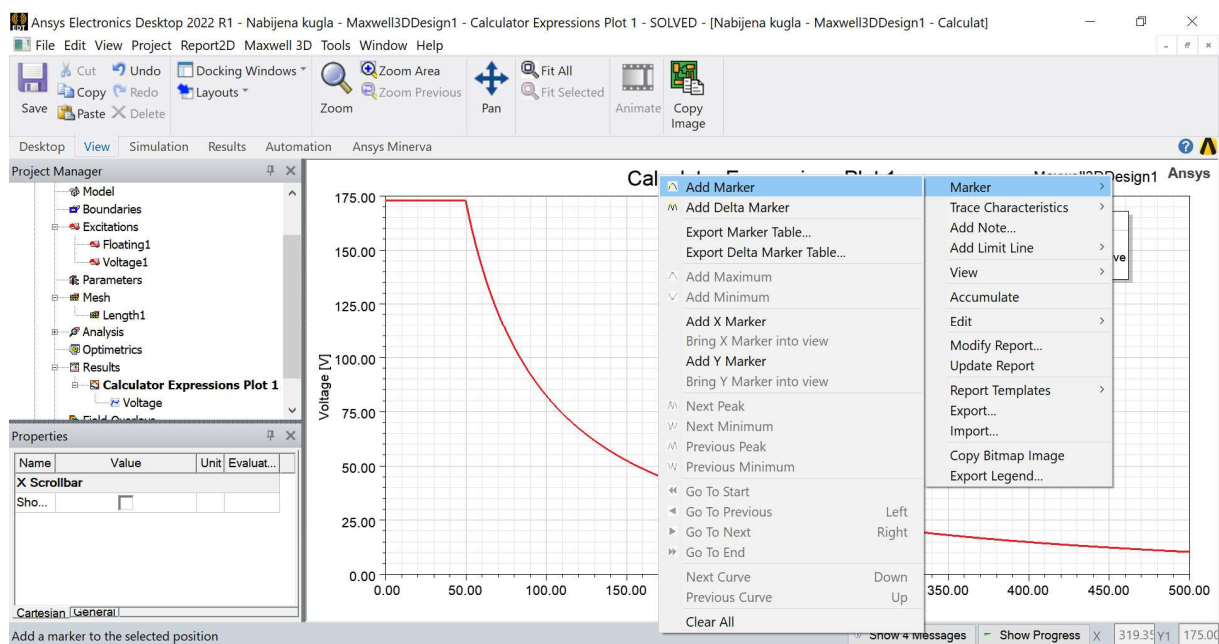 Ansys Electronics Desktop 2022 R1 - Nabijena kugla - Maxwell3DDesign1 - Calculator Expressions Plot 1 - SOLVED - [Nabijena kugla - Maxwell3DDesign1 - Calculat]
File Edit View Project Report2D Maxwell 3D Tools Window Help
Save
Cut
Copy
Paste
Undo
Redo
Delete
Docking Windows
Layouts
Zoom
Zoom Area
Zoom Previous
Pan
Fit All
Fit Selected
Animate
Copy Image
Desktop View Simulation Results Automation Ansys Minerva
Project Manager
Model
Boundaries
Excitations
Floating1
Voltage1
Parameters
Mesh
Length1
Analysis
Optimetrics
Results
Calculator Expressions Plot 1
Voltage
Properties
Name Value Unit Evaluat...
X Scrollbar
Sho...
Cartesian General
Ansys
Voltage [V]
175.00
150.00
125.00
100.00
75.00
50.00
25.00
0.00
0.00 50.00 100.00 150.00 350.00 400.00 450.00 500.00
Add Marker
Add Delta Marker
Export Marker Table...
Export Delta Marker Table...
Add Maximum
Add Minimum
Add X Marker
Bring X Marker into view
Add Y Marker
Bring Y Marker into view
Next Peak
Next Minimum
Previous Peak
Previous Minimum
Go To Start
Go To Previous Left
Go To Next Right
Go To End
Next Curve Down
Previous Curve Up
Clear All
Marker
Trace Characteristics
Add Note...
Add Limit Line
View
Accumulate
Edit
Modify Report...
Update Report
Report Templates
Export...
Import...
Copy Bitmap Image
Export Legend...
Add a marker to the selected position
Show 4 Messages Show Progress X 319.35 Y1 175.00